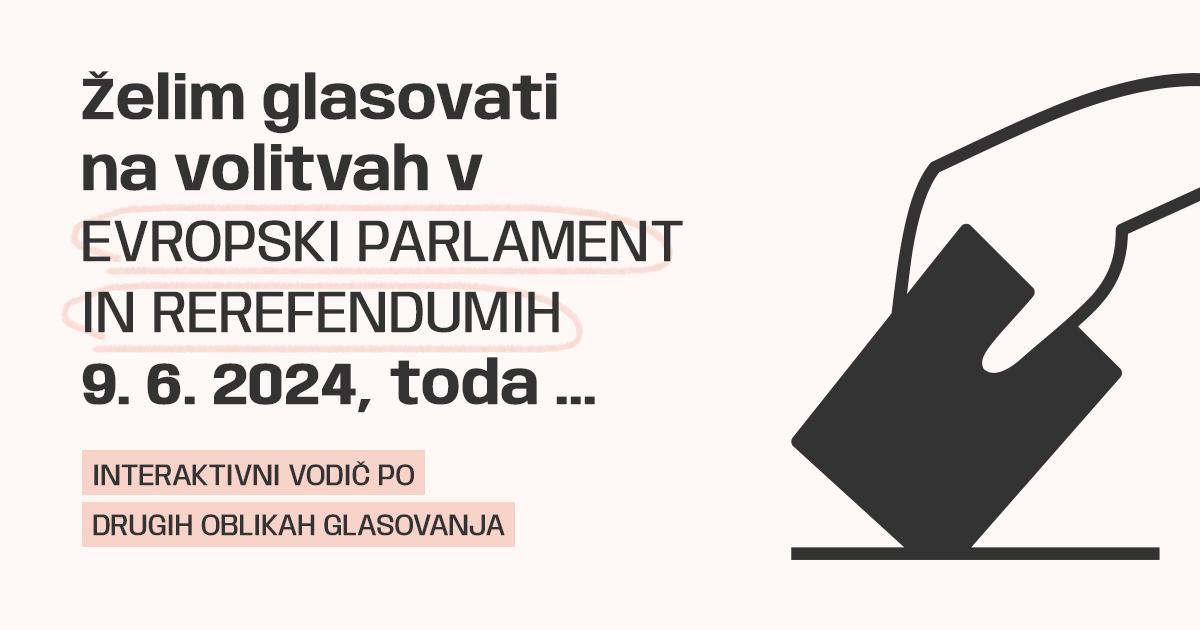 Želim glasovati
na volitvah v
EVROPSKI PARLAMENT
IN REREFENDUMIH
9. 6. 2024, toda ...
INTERAKTIVNI VODIČ PO
DRUGIH OBLIKAH GLASOVANJA